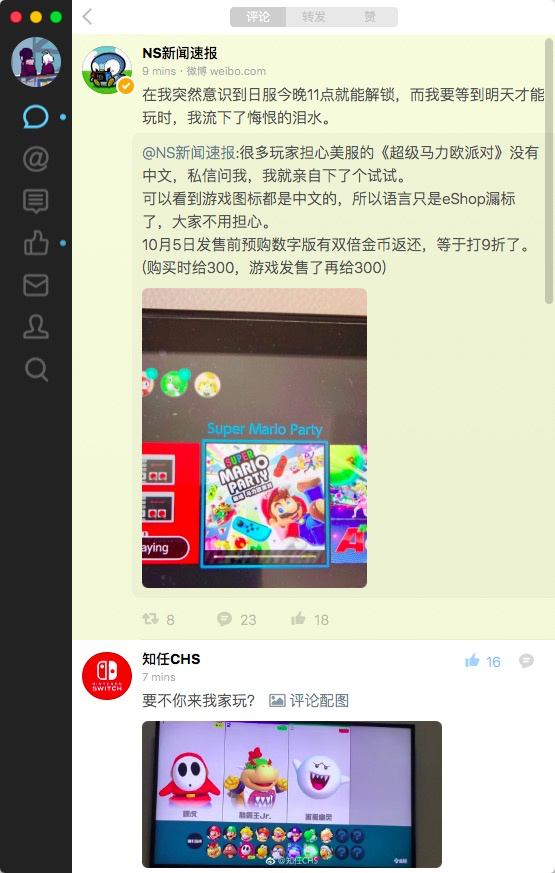 评论 转发 赞
NS新闻速报
9 mins · 微博 weibo.com
在我突然意识到日服今晚11点就能解锁，而我要等到明天才能
玩时，我流下了悔恨的泪水。
@NS新闻速报:很多玩家担心美服的《超级马力欧派对》没有
中文，私信问我，我就亲自下了个试试。
可以看到游戏图标都是中文的，所以语言只是eShop漏标
了，大家不用担心。
10月5日发售前预购数字版有双倍金币返还，等于打9折了。
(购买时给300，游戏发售了再给300)
Super Mario Party
SUPER
MARIO
PARTY
aying
8 23 18
知任CHS
16
7 mins
NINTENDO
SWITCH
要不你来我家玩？ 评论配图
嘿虎
酷霸王Jr.
害羞幽灵
@知任CHS